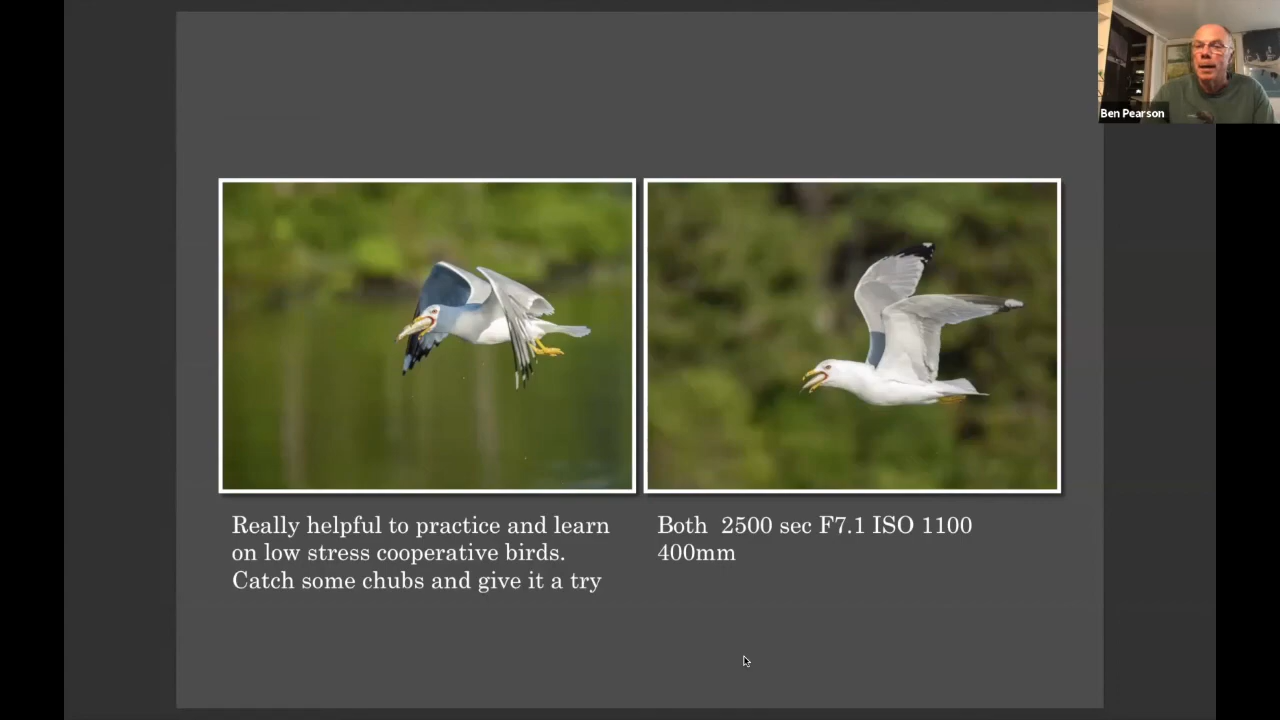 Ben Pearson
Really helpful to practice and learn
on low stress cooperative birds.
Catch some chubs and give it a try
Both  2500 sec F7.1 ISO 1100
400mm